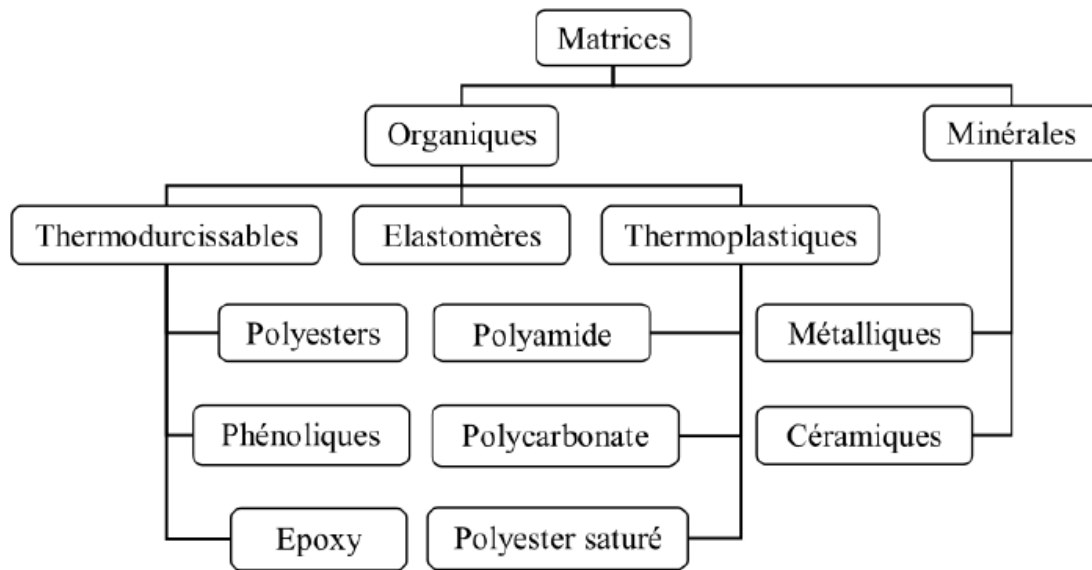 Matrices
Organiques
Minérales
Thermodurcissables
Elastomères
Thermoplastiques
Polyesters
Polyamide
Métalliques
Phénoliques
Polycarbonate
Céramiques
Epoxy
Polyester saturé